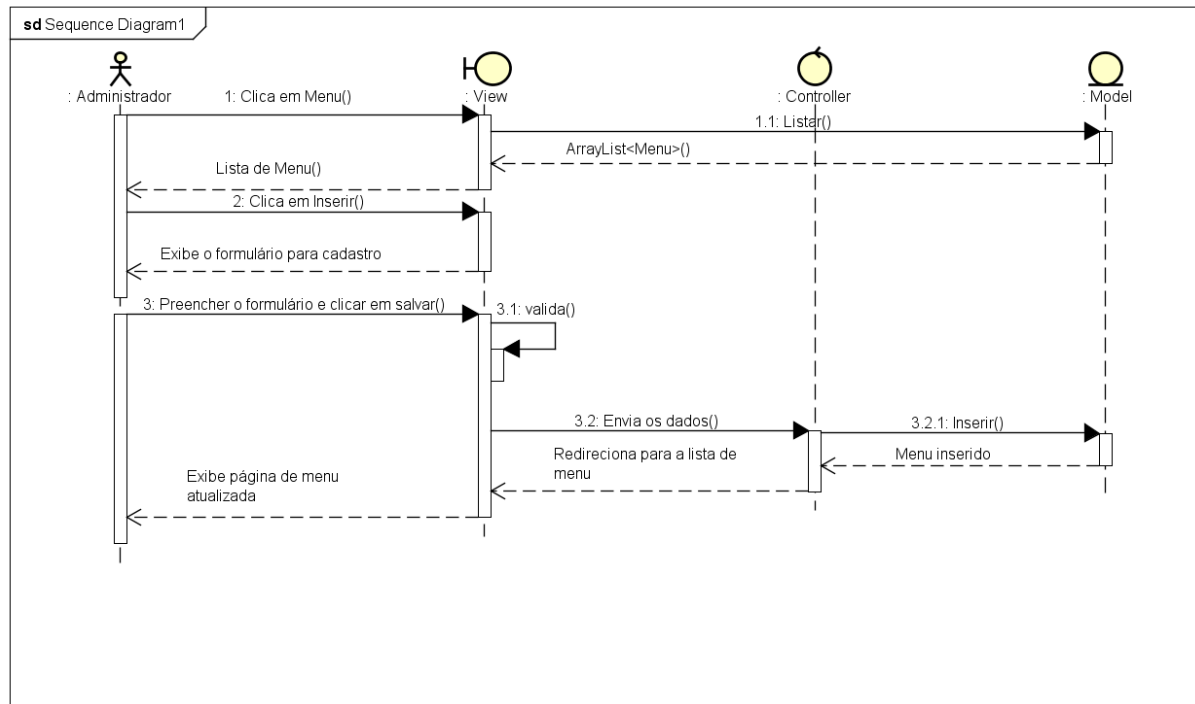 sd Sequence Diagram1
: Administrador
: View
: Controller
: Model
1: Clica em Menu()
1.1: Listar()
ArrayList<Menu>()
Lista de Menu()
2: Clica em Inserir()
Exibe o formulário para cadastro
3: Preencher o formulário e clicar em salvar()
3.1: valida()
3.2: Envia os dados()
3.2.1: Inserir()
Redireciona para a lista de
menu
Menu inserido
Exibe página de menu
atualizada